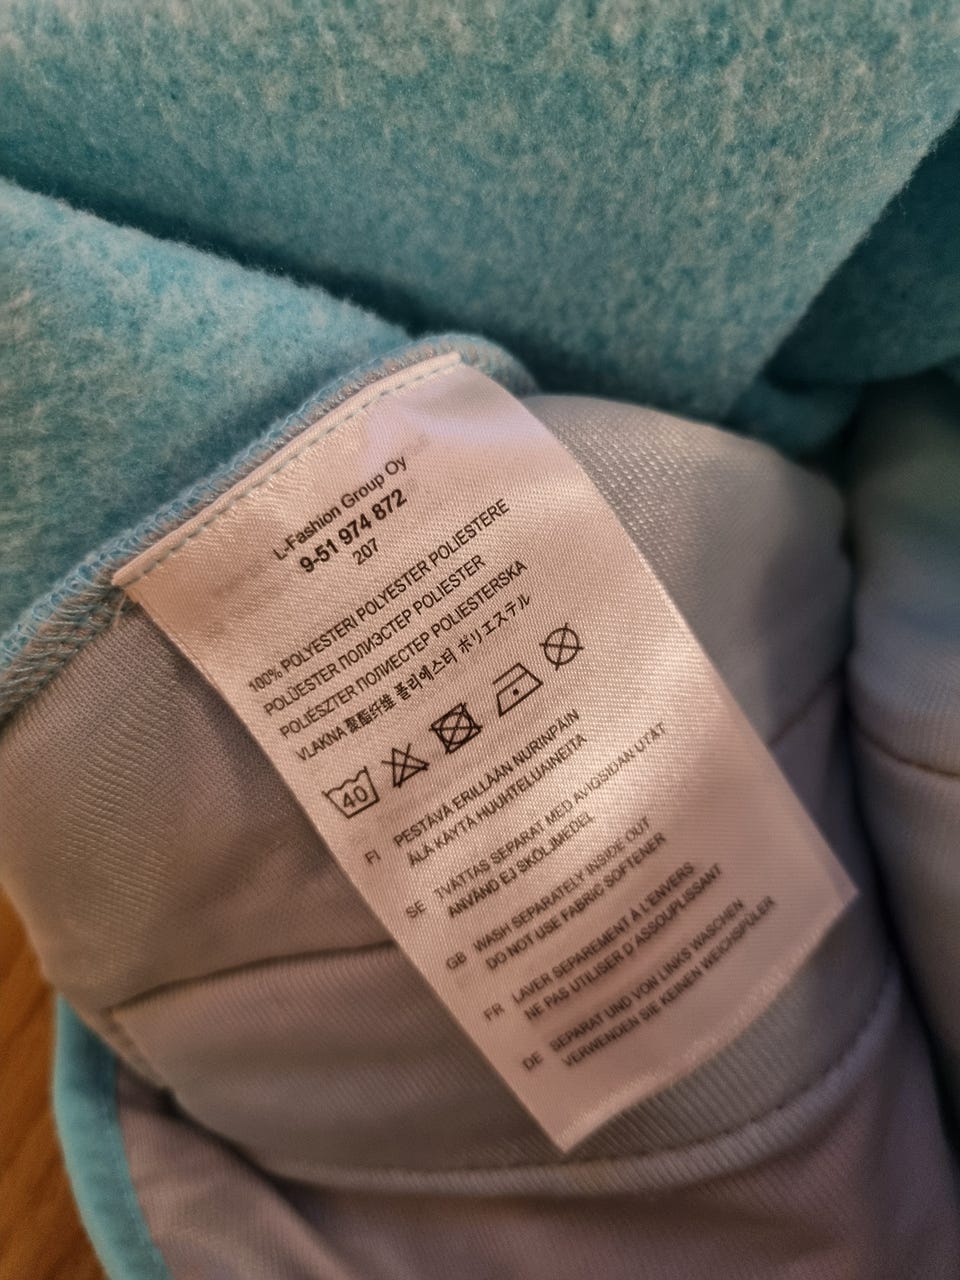 L-Fashion Group Oy
9-51 974 872
207
100% POLYESTERI POLYESTER POLIESTERE
POLÜESTER ПОЛИЭСТЕР POLIESTER
POLIÉSZTER ПОЛИЕСТЕР POLIESTERSKA
VLAKNA 聚酯纤维 폴리에스터 ポリエステル
40
FI PESTÄVÄ ERILLÄÄN NURINPÄIN
ÄLÄ KÄYTÄ HUUHTELUAINEITA
SE TVÄTTAS SEPARAT MED AVIGSIDAN UTÅT
ANVÄND EJ SKÖLJMEDEL
GB WASH SEPARATELY INSIDE OUT
DO NOT USE FABRIC SOFTENER
FR LAVER SEPAREMENT À L'ENVERS
NE PAS UTILISER D'ASSOUPLISSANT
DE SEPARAT UND VON LINKS WASCHEN
VERWENDEN SIE KEINEN WEICHSPÜLER